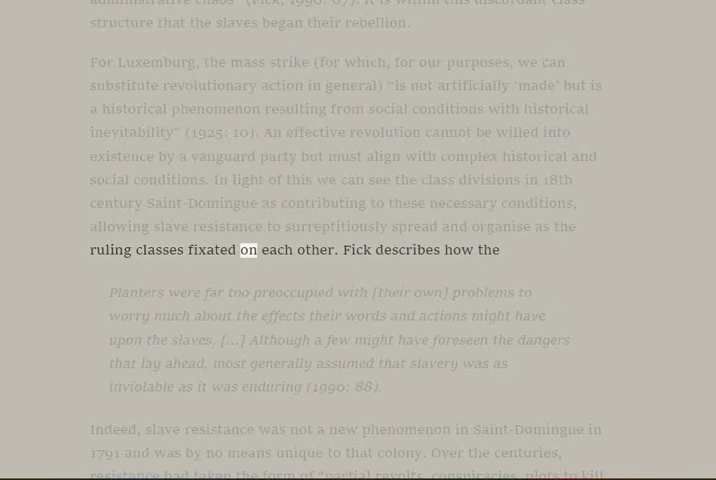 administrative chaos” (Fick, 1990: 67). It is within this discordant class
structure that the slaves began their rebellion.
For Luxemburg, the mass strike (for which, for our purposes, we can
substitute revolutionary action in general) “is not artificially ‘made’ but is
a historical phenomenon resulting from social conditions with historical
inevitability” (1925: 10). An effective revolution cannot be willed into
existence by a vanguard party but must align with complex historical and
social conditions. In light of this we can see the class divisions in 18th
century Saint-Domingue as contributing to these necessary conditions,
allowing slave resistance to surreptitiously spread and organise as the
ruling classes fixated on each other. Fick describes how the
Planters were far too preoccupied with [their own] problems to
worry much about the effects their words and actions might have
upon the slaves. […] Although a few might have foreseen the dangers
that lay ahead, most generally assumed that slavery was as
inviolable as it was enduring (1990: 88).
Indeed, slave resistance was not a new phenomenon in Saint-Domingue in
1791 and was by no means unique to that colony. Over the centuries,
resistance had taken the form of “partial revolts, conspiracies, plots to kill